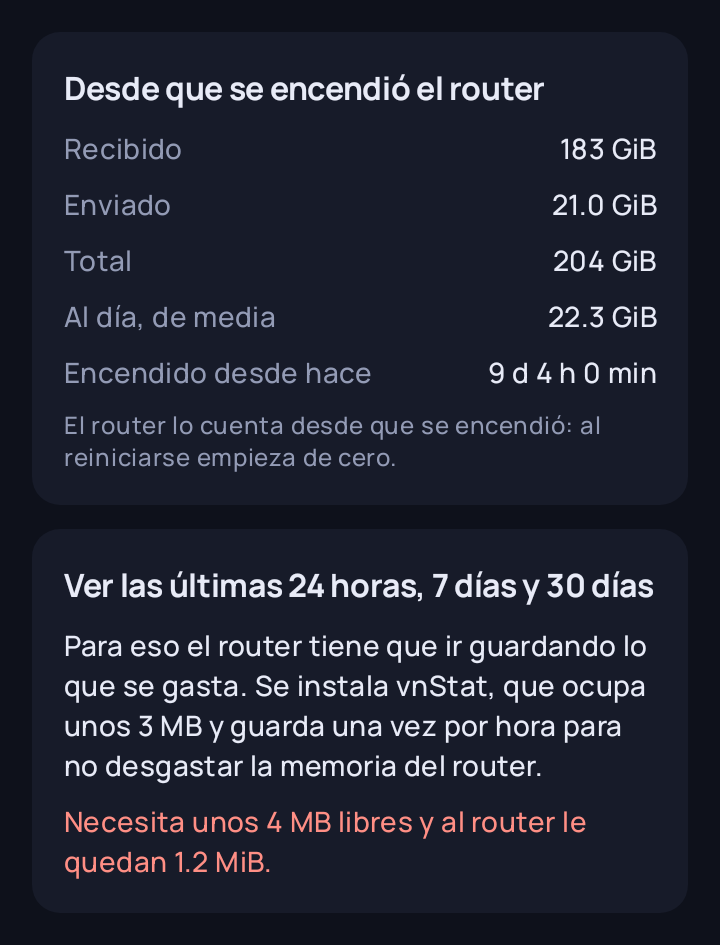 Desde que se encendió el router
Recibido 183 GiB
Enviado 21.0 GiB
Total 204 GiB
Al día, de media 22.3 GiB
Encendido desde hace 9 d 4 h 0 min
El router lo cuenta desde que se encendió: al
reiniciarse empieza de cero.
Ver las últimas 24 horas, 7 días y 30 días
Para eso el router tiene que ir guardando lo
que se gasta. Se instala vnStat, que ocupa
unos 3 MB y guarda una vez por hora para
no desgastar la memoria del router.
Necesita unos 4 MB libres y al router le
quedan 1.2 MiB.